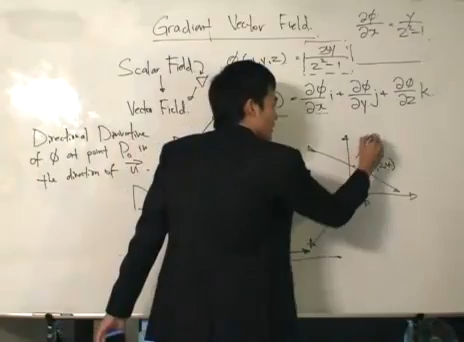 Gradient Vector Field.
∂φ/∂x = y/z²-1
Scalar Field?
φ(x,y,z) = xy/z²-1
Vector Field.
= ∂φ/∂x i + ∂φ/∂y j + ∂φ/∂z k
Directional Derivative
of φ at point P₀ in
the direction of u.